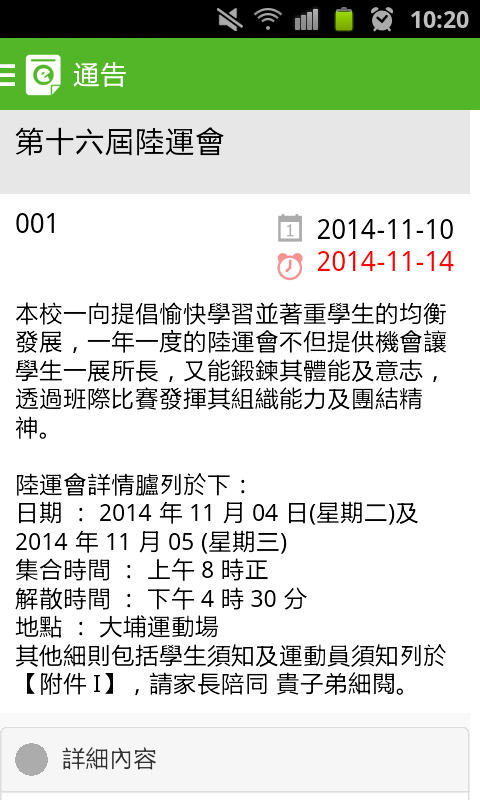 10:20
通告
第十六屆陸運會
001
1
2014-11-10
2014-11-14
本校一向提倡愉快學習並著重學生的均衡
發展，一年一度的陸運會不但提供機會讓
學生一展所長，又能鍛鍊其體能及意志，
透過班際比賽發揮其組織能力及團結精
神。
陸運會詳情臚列於下：
日期 ： 2014 年 11 月 04 日(星期二)及
2014 年 11 月 05 (星期三)
集合時間 ： 上午 8 時正
解散時間 ： 下午 4 時 30 分
地點 ： 大埔運動場
其他細則包括學生須知及運動員須知列於
【附件 I】，請家長陪同 貴子弟細閱。
詳細內容